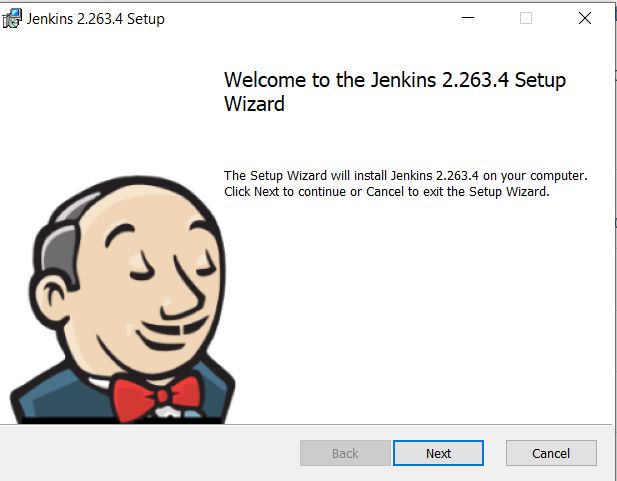 Jenkins 2.263.4 Setup
Welcome to the Jenkins 2.263.4 Setup
Wizard
The Setup Wizard will install Jenkins 2.263.4 on your computer.
Click Next to continue or Cancel to exit the Setup Wizard.
Back
Next
Cancel